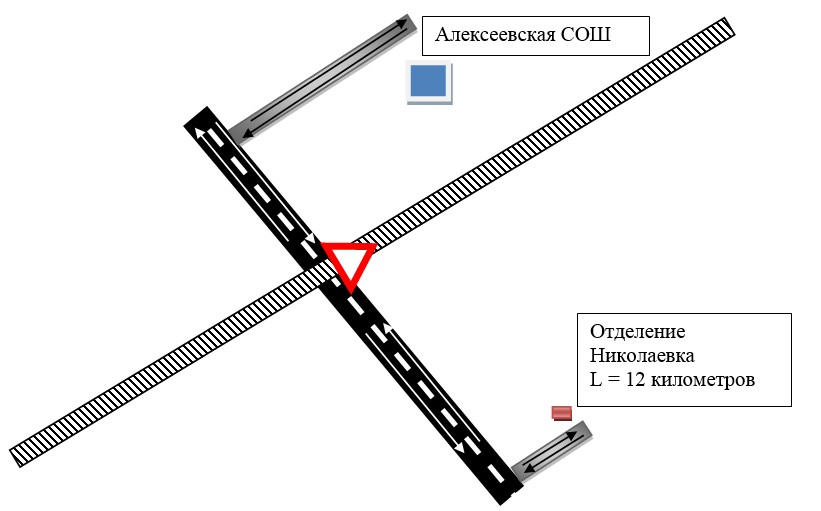 Алексеевская СОШ
Отделение
Николаевка
L = 12 километров